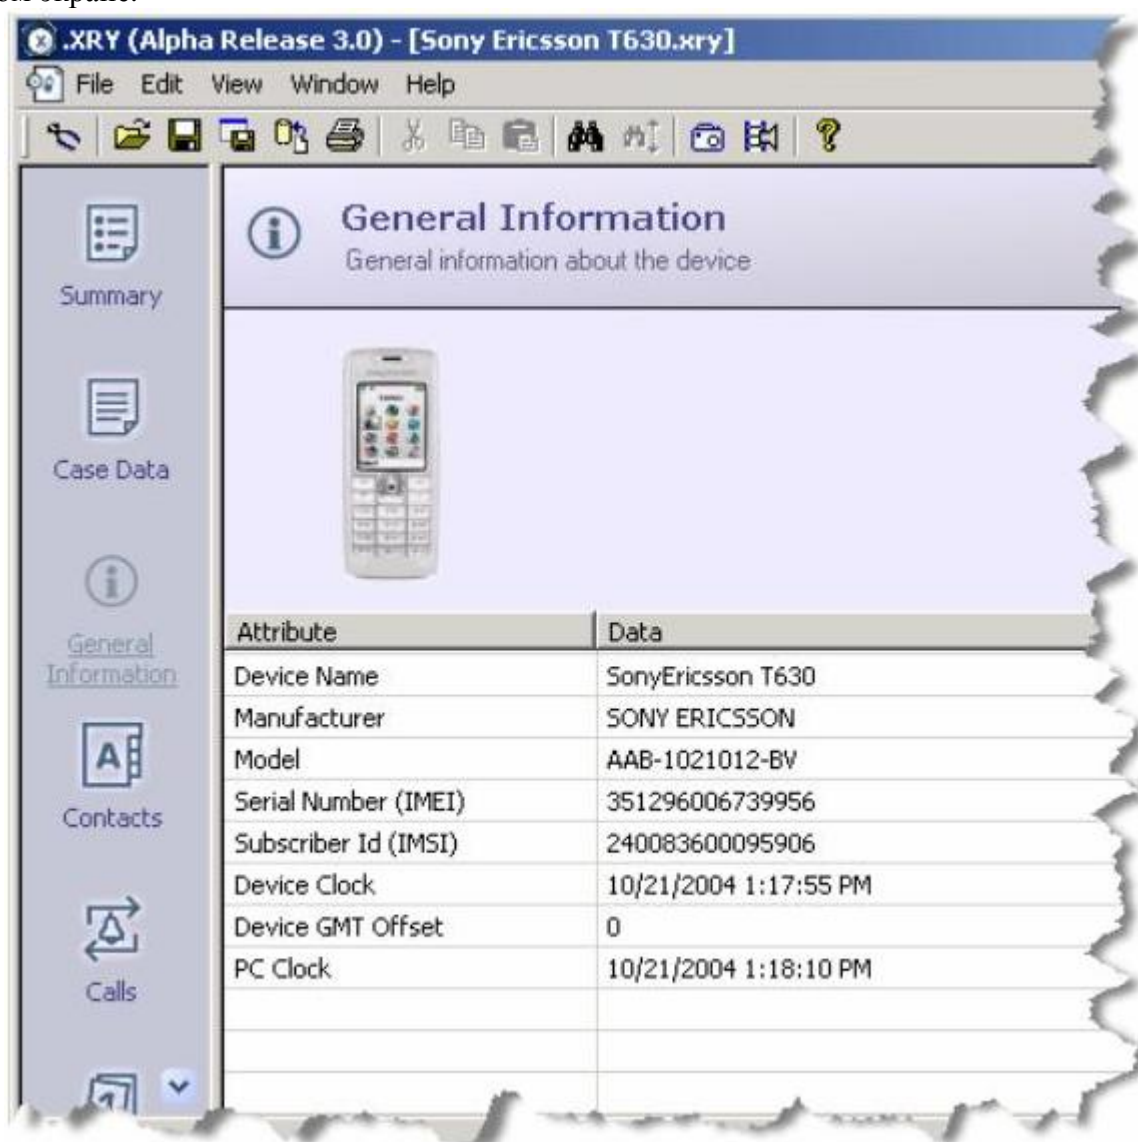 .XRY (Alpha Release 3.0) - [Sony Ericsson T630.xry]
File Edit View Window Help
General Information
General information about the device
Summary
Case Data
General
Information
Contacts
Calls
Attribute Data
Device Name SonyEricsson T630
Manufacturer SONY ERICSSON
Model AAB-1021012-BV
Serial Number (IMEI) 351296006739956
Subscriber Id (IMSI) 240083600095906
Device Clock 10/21/2004 1:17:55 PM
Device GMT Offset 0
PC Clock 10/21/2004 1:18:10 PM